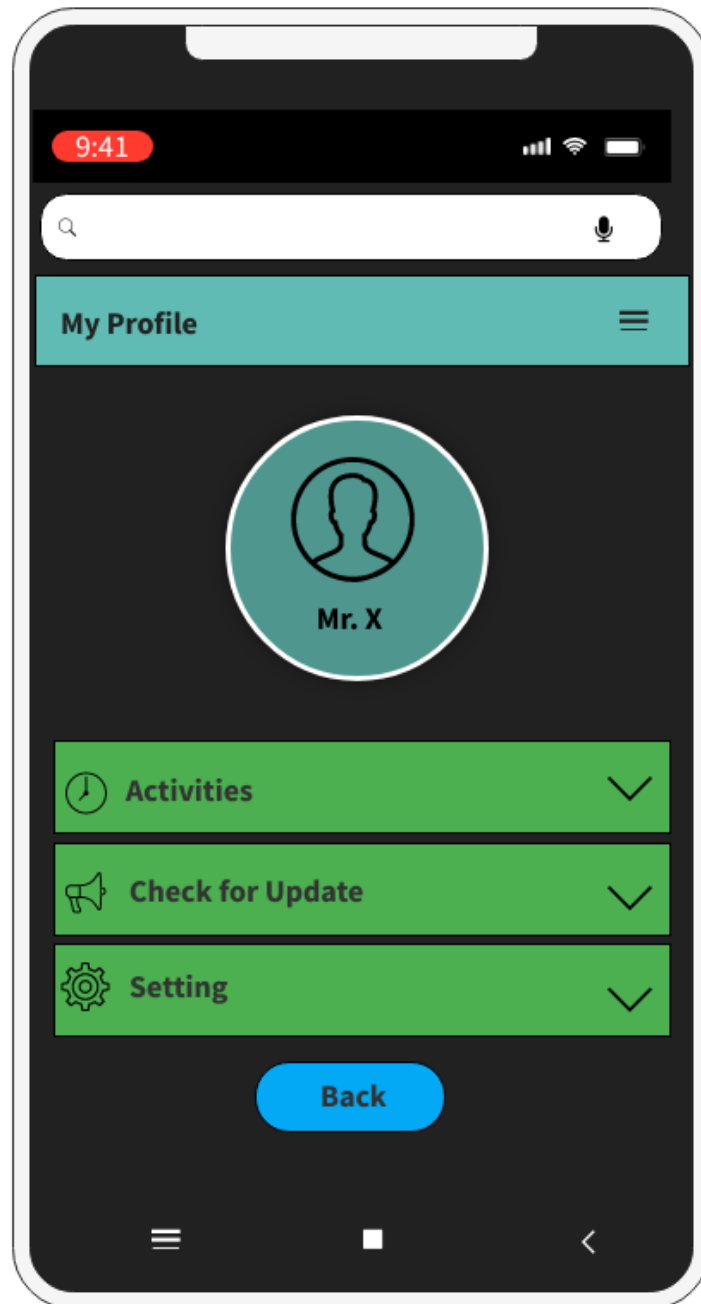 9:41
My Profile
Mr. X
Activities
Check for Update
Setting
Back